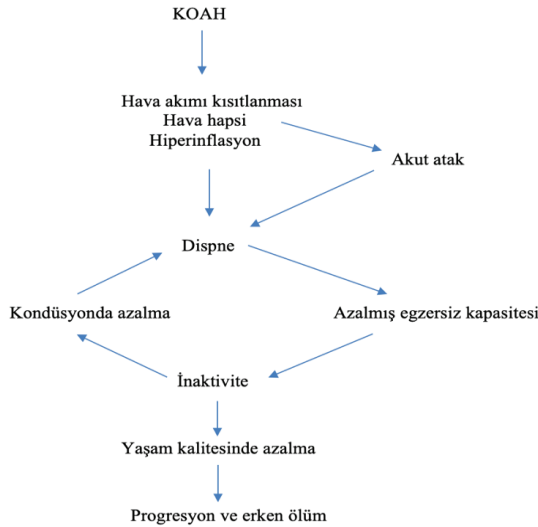 KOAH
Hava akımı kısıtlanması
Hava hapsi
Hiperinflasyon
Akut atak
Dispne
Kondüsyonda azalma
Azalmış egzersiz kapasitesi
İnaktivite
Yaşam kalitesinde azalma
Progresyon ve erken ölüm